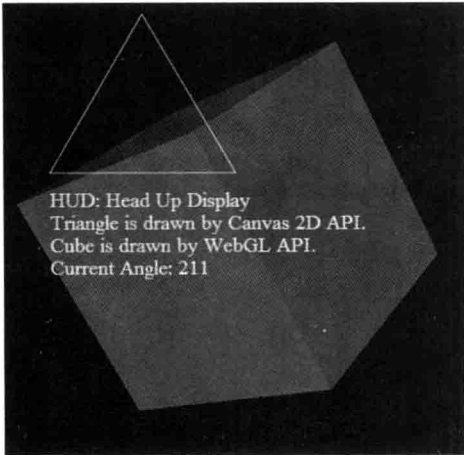 HUD: Head Up Display
Triangle is drawn by Canvas 2D API.
Cube is drawn by WebGL API.
Current Angle: 211